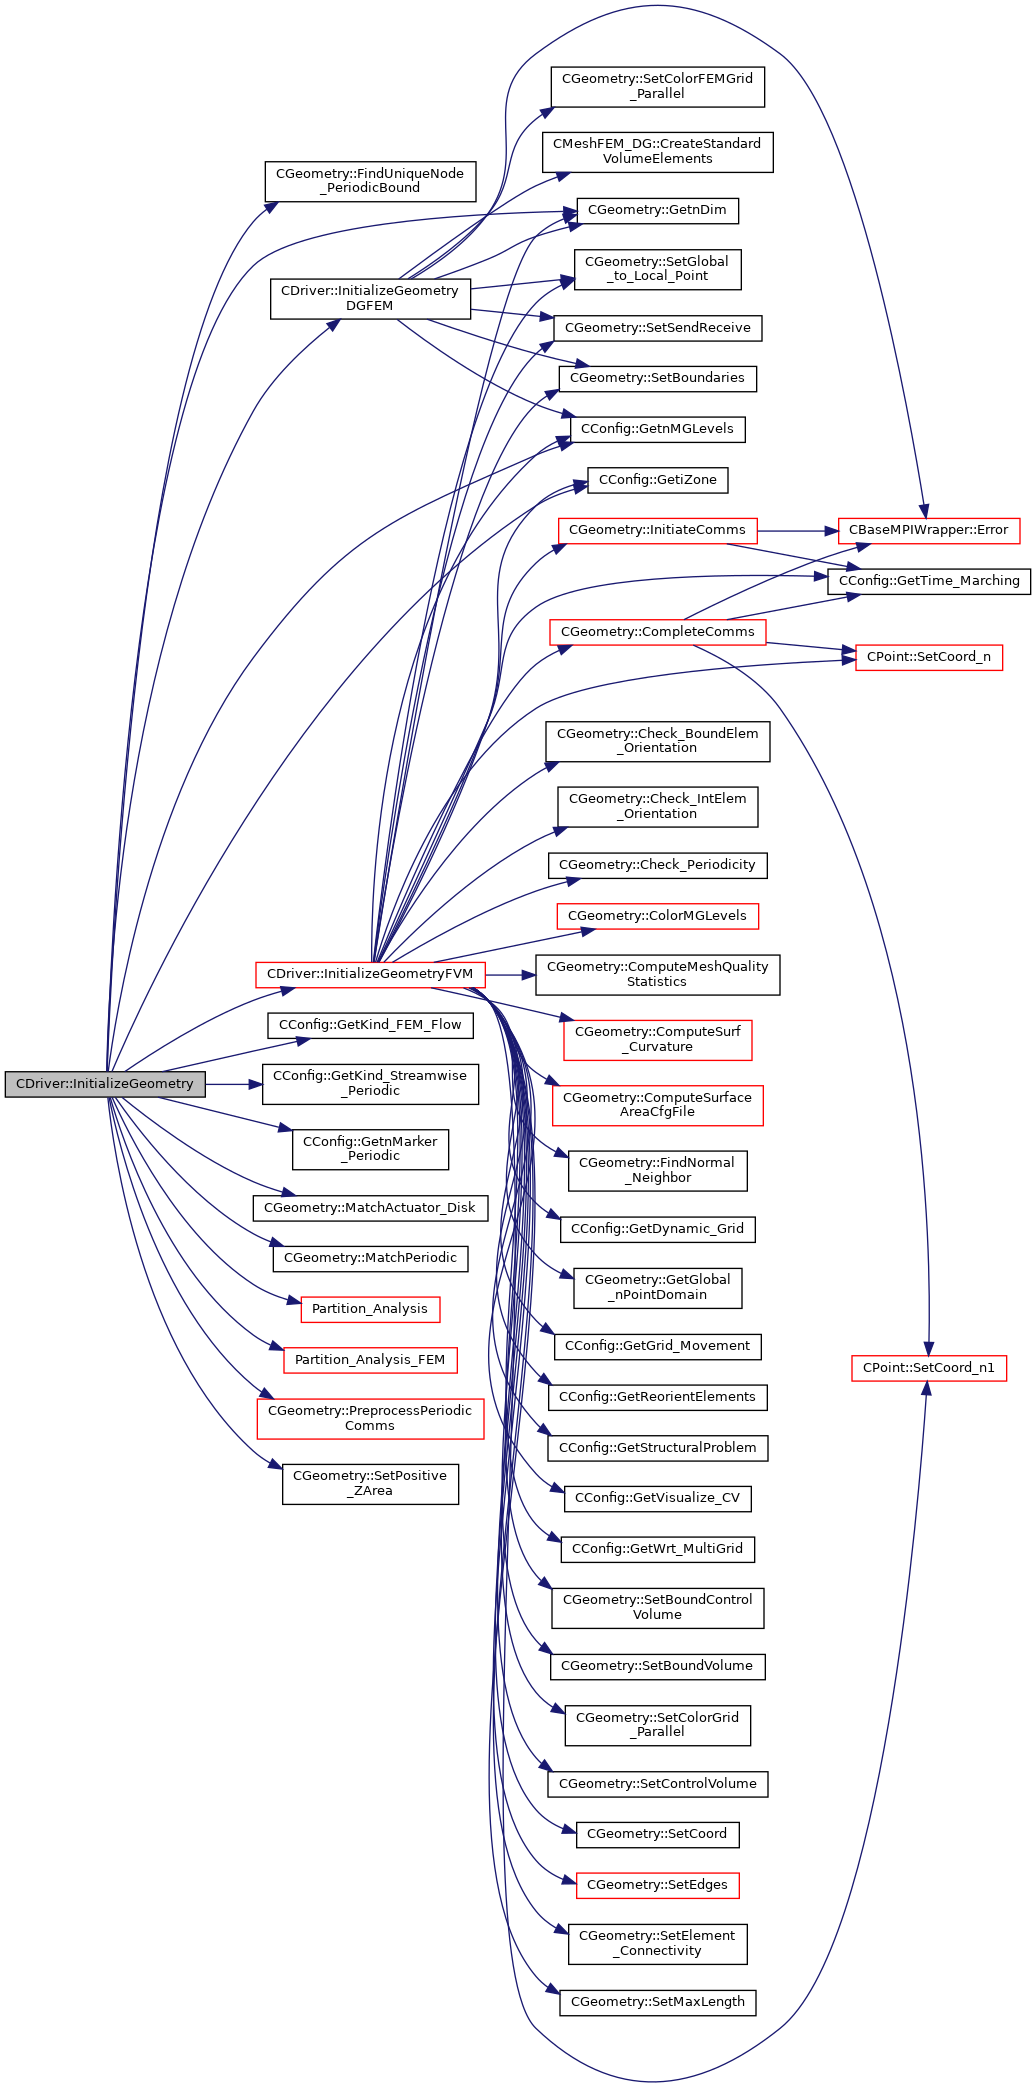 CGeometry::SetColorFEMGrid
_Parallel
CMeshFEM_DG::CreateStandard
VolumeElements
CGeometry::FindUniqueNode
_PeriodicBound
CGeometry::GetnDim
CGeometry::SetGlobal
_to_Local_Point
CDriver::InitializeGeometry
DGFEM
CGeometry::SetSendReceive
CGeometry::SetBoundaries
CConfig::GetnMGLevels
CConfig::GetiZone
CGeometry::InitiateComms
CBaseMPIWrapper::Error
CConfig::GetTime_Marching
CGeometry::CompleteComms
CPoint::SetCoord_n
CGeometry::Check_BoundElem
_Orientation
CGeometry::Check_IntElem
_Orientation
CGeometry::Check_Periodicity
CGeometry::ColorMGLevels
CDriver::InitializeGeometryFVM
CGeometry::ComputeMeshQuality
Statistics
CConfig::GetKind_FEM_Flow
CGeometry::ComputeSurf
_Curvature
CDriver::InitializeGeometry
CConfig::GetKind_Streamwise
_Periodic
CGeometry::ComputeSurface
AreaCfgFile
CConfig::GetnMarker
_Periodic
CGeometry::FindNormal
_Neighbor
CGeometry::MatchActuator_Disk
CConfig::GetDynamic_Grid
CGeometry::MatchPeriodic
CGeometry::GetGlobal
_nPointDomain
Partition_Analysis
CConfig::GetGrid_Movement
Partition_Analysis_FEM
CPoint::SetCoord_n1
CConfig::GetReorientElements
CGeometry::PreprocessPeriodic
Comms
CConfig::GetStructuralProblem
CGeometry::SetPositive
_ZArea
CConfig::GetVisualize_CV
CConfig::GetWrt_MultiGrid
CGeometry::SetBoundControl
Volume
CGeometry::SetBoundVolume
CGeometry::SetColorGrid
_Parallel
CGeometry::SetControlVolume
CGeometry::SetCoord
CGeometry::SetEdges
CGeometry::SetElement
_Connectivity
CGeometry::SetMaxLength